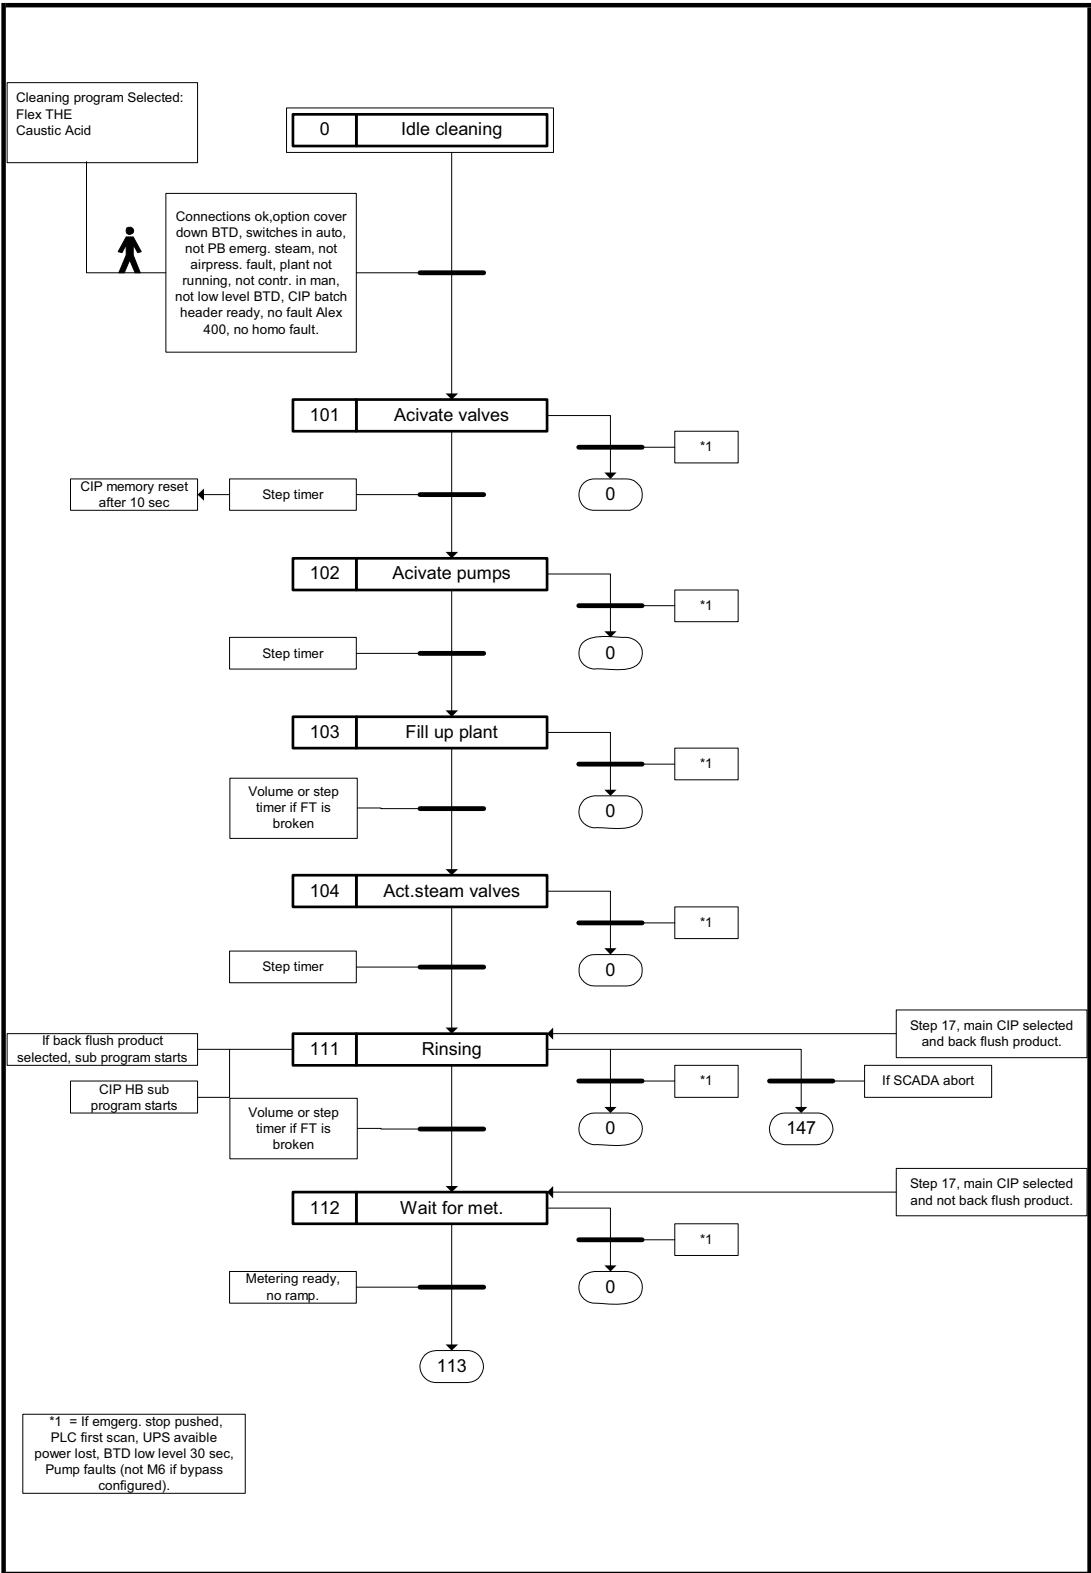 Cleaning program Selected:
Flex THE
Caustic Acid
0 Idle cleaning
Connections ok,option cover
down BTD, switches in auto,
not PB emerg. steam, not
airpress. fault, plant not
running, not contr. in man,
not low level BTD, CIP batch
header ready, no fault Alex
400, no homo fault.
101 Acivate valves
*1
0
CIP memory reset
after 10 sec
Step timer
102 Acivate pumps
*1
0
Step timer
103 Fill up plant
*1
0
Volume or step
timer if FT is
broken
104 Act.steam valves
*1
0
Step timer
Step 17, main CIP selected
and back flush product.
If back flush product
selected, sub program starts
111 Rinsing
*1
If SCADA abort
CIP HB sub
program starts
0
147
Volume or step
timer if FT is
broken
Step 17, main CIP selected
and not back flush product.
112 Wait for met.
*1
0
Metering ready,
no ramp.
113
*1 = If emgerg. stop pushed,
PLC first scan, UPS avaible
power lost, BTD low level 30 sec,
Pump faults (not M6 if bypass
configured).